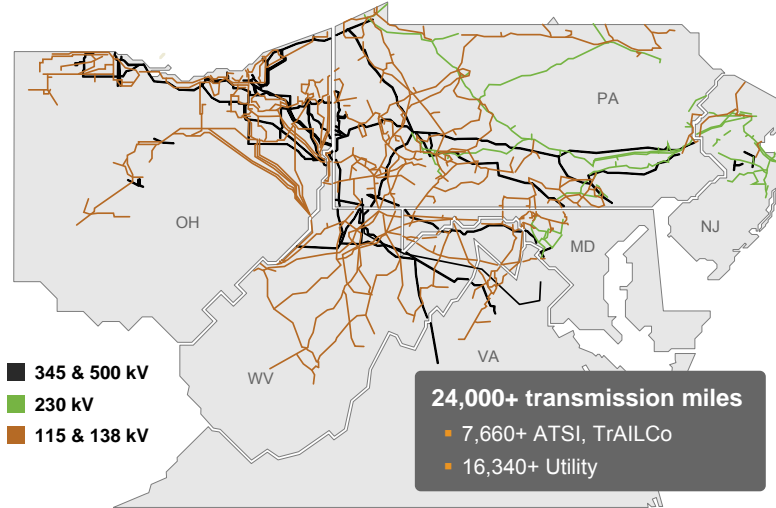 PA
OH
NJ
MD
WV
VA
345 & 500 kV
230 kV
115 & 138 kV
24,000+ transmission miles
▪ 7,660+ ATSI, TrAILCo
▪ 16,340+ Utility